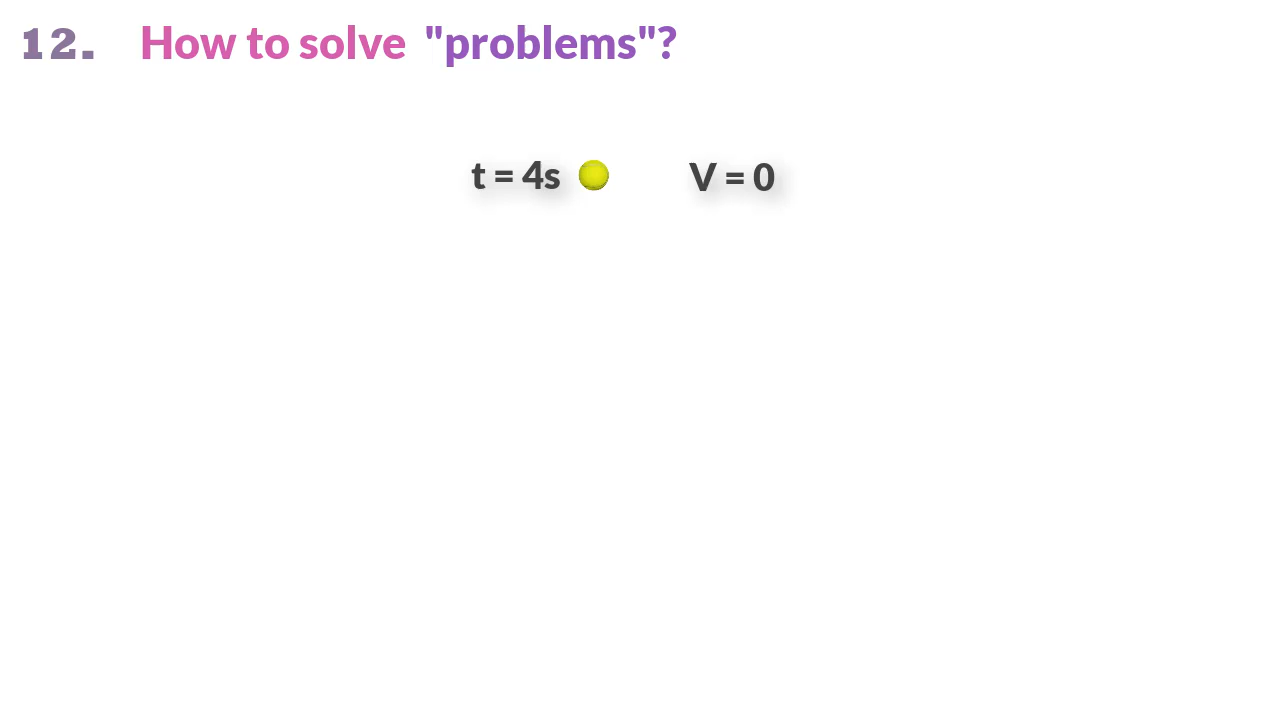 12. How to solve "problems"?
t = 4s V = 0